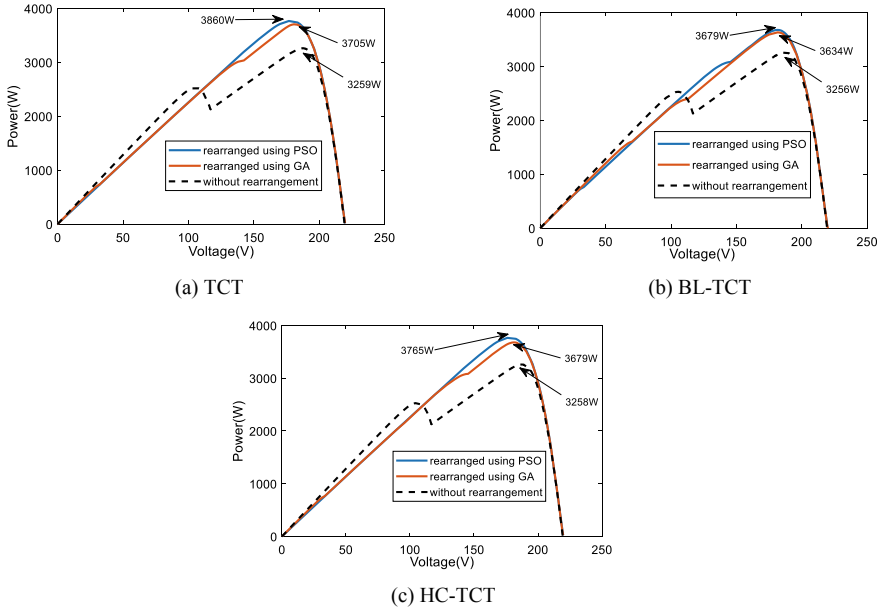 4000
3000
2000
1000
0
Power(W)
3860W
3705W
3259W
rearranged using PSO
rearranged using GA
without rearrangement
0 50 100 150 200 250
Voltage(V)
(a) TCT
4000
3000
2000
1000
0
Power(W)
3679W
3634W
3256W
rearranged using PSO
rearranged using GA
without rearrangement
0 50 100 150 200 250
Voltage(V)
(b) BL-TCT
4000
3000
2000
1000
0
Power(W)
3765W
3679W
3258W
rearranged using PSO
rearranged using GA
without rearrangement
0 50 100 150 200 250
Voltage(V)
(c) HC-TCT